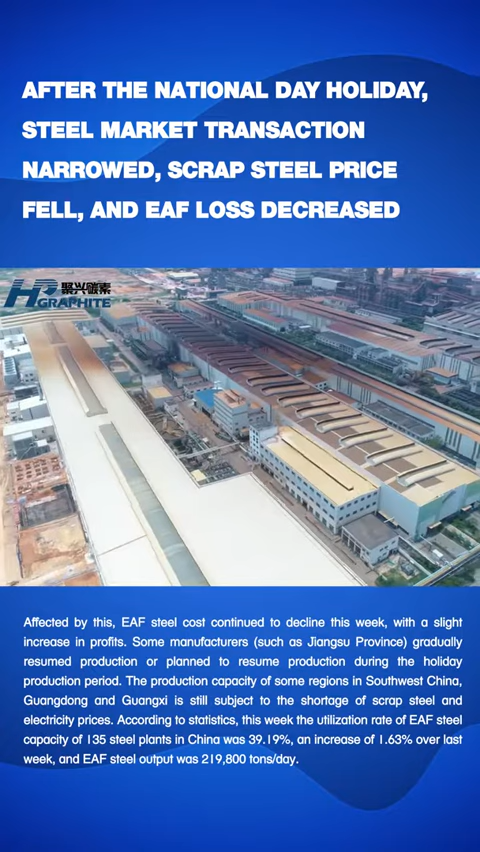 AFTER THE NATIONAL DAY HOLIDAY,
STEEL MARKET TRANSACTION
NARROWED, SCRAP STEEL PRICE
FELL, AND EAF LOSS DECREASED
HP 聚兴碳素
GRAPHITE
Affected by this, EAF steel cost continued to decline this week, with a slight
increase in profits. Some manufacturers (such as Jiangsu Province) gradually
resumed production or planned to resume production during the holiday
production period. The production capacity of some regions in Southwest China,
Guangdong and Guangxi is still subject to the shortage of scrap steel and
electricity prices. According to statistics, this week the utilization rate of EAF steel
capacity of 135 steel plants in China was 39.19%, an increase of 1.63% over last
week, and EAF steel output was 219,800 tons/day.